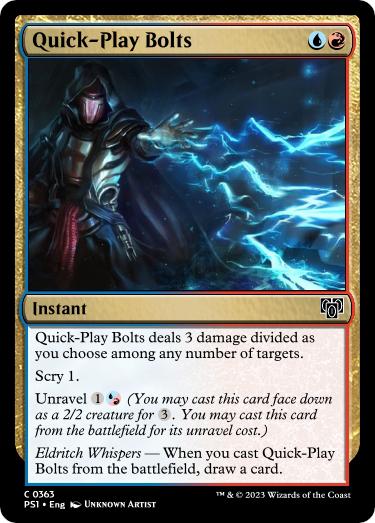 Quick-Play Bolts
Instant
Quick-Play Bolts deals 3 damage divided as
you choose among any number of targets.
Scry 1.
Unravel 1 (You may cast this card face down
as a 2/2 creature for 3. You may cast this card
from the battlefield for its unravel cost.)
Eldritch Whispers — When you cast Quick-Play
Bolts from the battlefield, draw a card.
C 0363
PS1 • Eng Unknown Artist
™ & © 2023 Wizards of the Coast